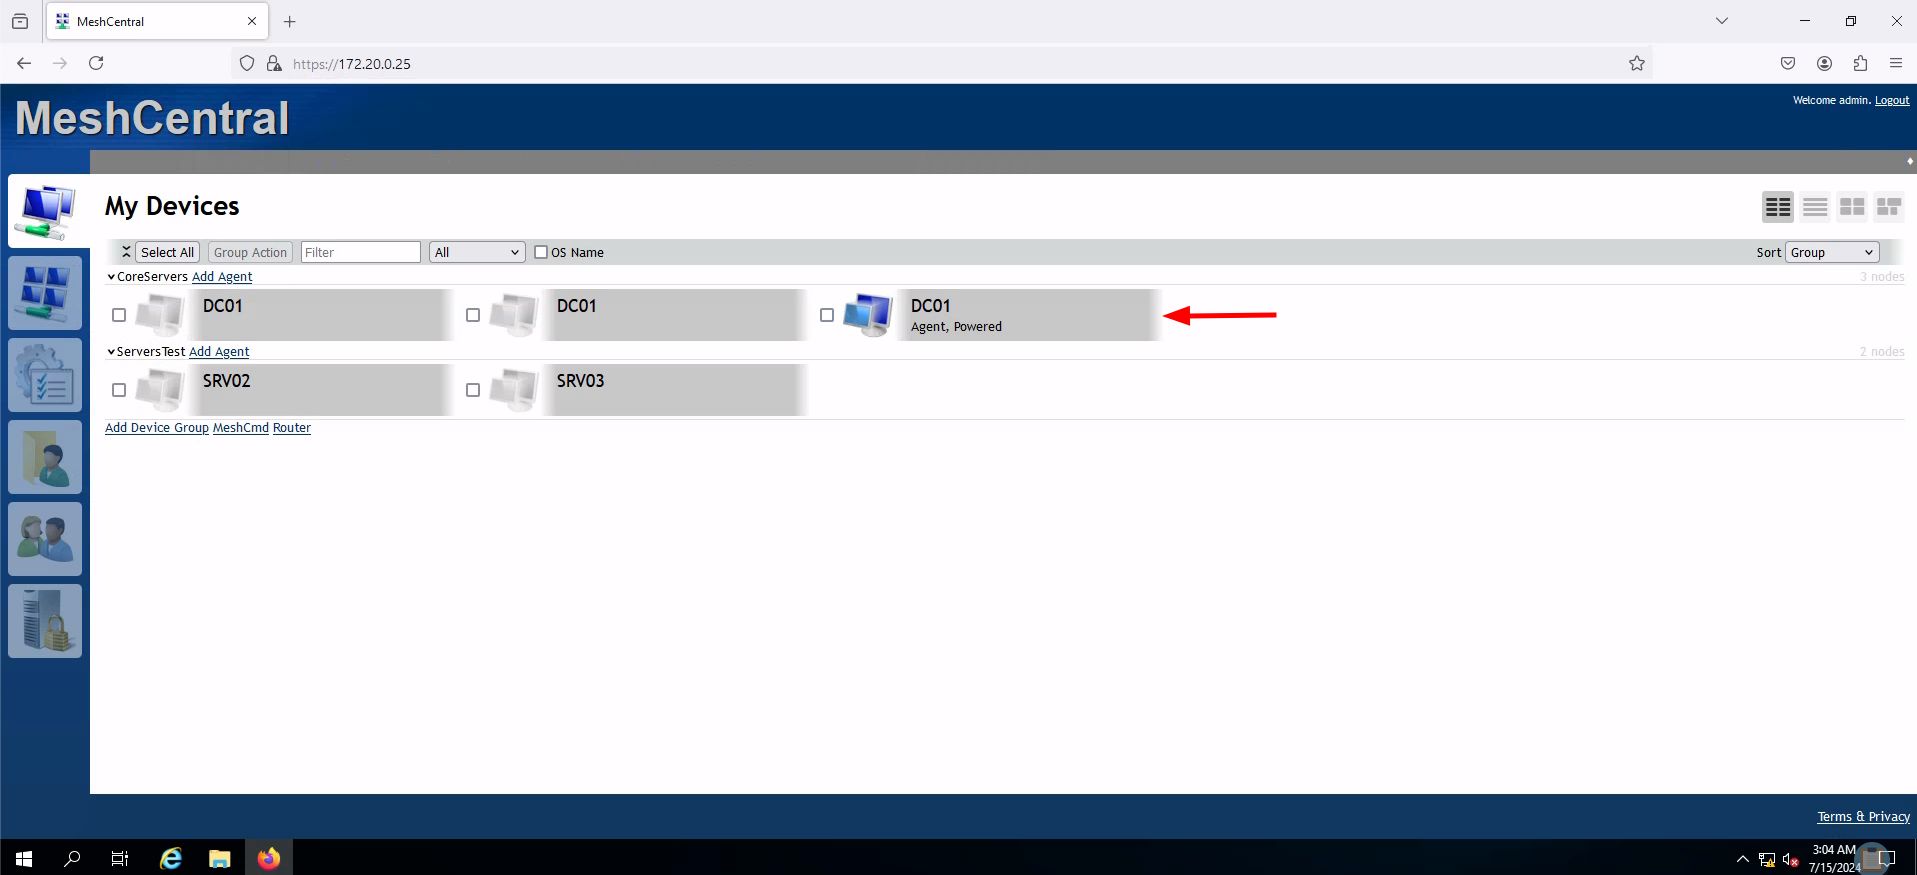 MeshCentral
https://172.20.0.25
MeshCentral
Welcome admin. Logout
My Devices
Select All Group Action Filter All OS Name Sort Group
CoreServers Add Agent 3 nodes
DC01 DC01 DC01
Agent, Powered
ServersTest Add Agent 2 nodes
SRV02 SRV03
Add Device Group MeshCmd Router
Terms & Privacy
3:04 AM
7/15/2024